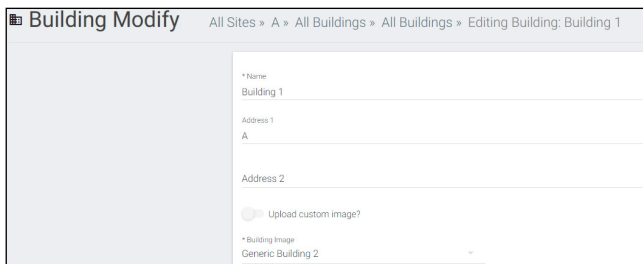 Building Modify All Sites » A » All Buildings » All Buildings » Editing Building: Building 1
* Name
Building 1
Address 1
A
Address 2
Upload custom image?
* Building Image
Generic Building 2